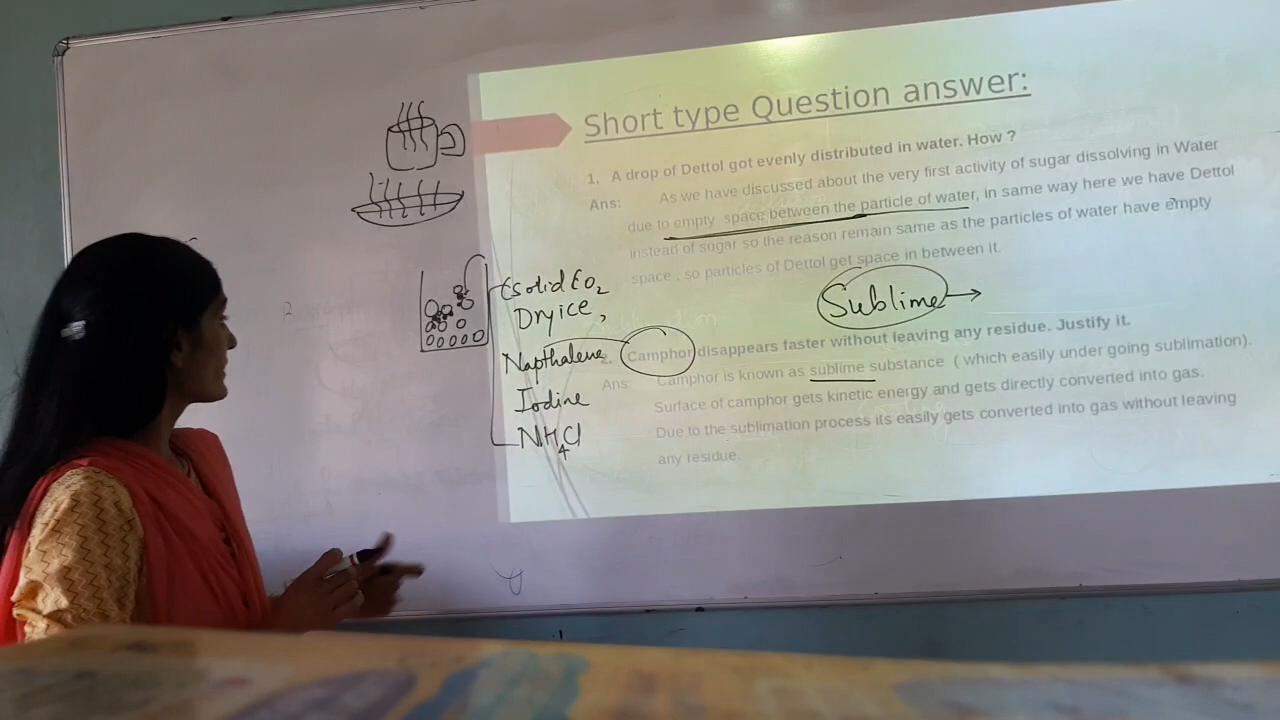 Short type Question answer:
1. A drop of Dettol got evenly distributed in water. How ?
Ans: As we have discussed about the very first activity of sugar dissolving in Water
due to empty space between the particle of water, in same way here we have Dettol
instead of sugar so the reason remain same as the particles of water have empty
space , so particles of Dettol get space in between it.
Sublime
2. Camphor disappears faster without leaving any residue. Justify it.
Ans: Camphor is known as sublime substance ( which easily under going sublimation).
Surface of camphor gets kinetic energy and gets directly converted into gas.
Due to the sublimation process its easily gets converted into gas without leaving
any residue.
Dryice,
Napthalene
Iodine
NH4Cl